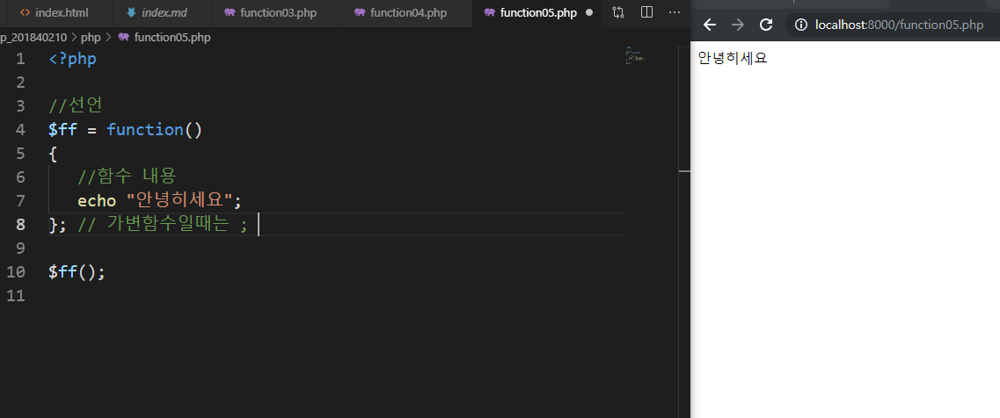 index.html index.md function03.php function04.php function05.php
p_201840210 > php > function05.php
1 <?php
2
3 //선언
4 $ff = function()
5 {
6 //함수 내용
7 echo "안녕히세요";
8 }; // 가변함수일때는 ;
9
10 $ff();
11
localhost:8000/function05.php
안녕히세요